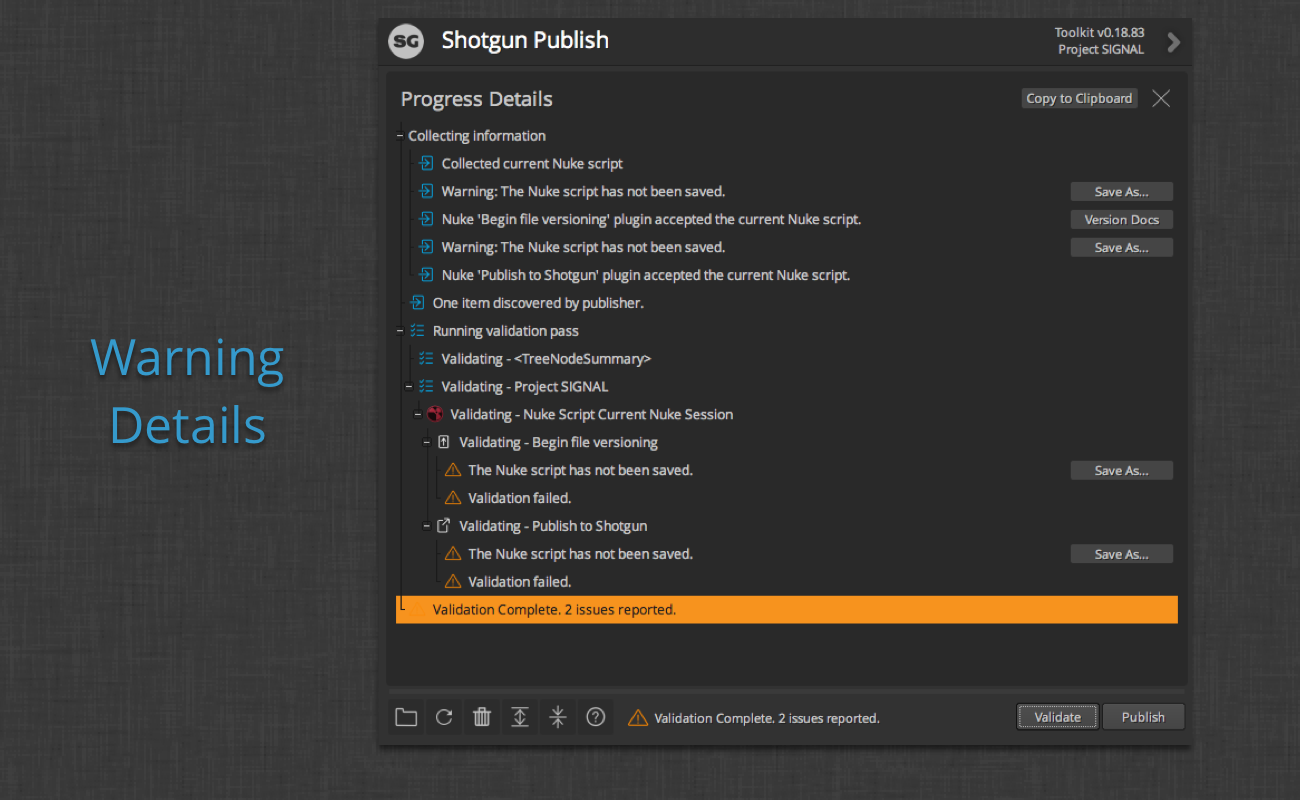 Warning
Details
SG
Shotgun Publish
Toolkit v0.18.83
Project SIGNAL
Progress Details
Copy to Clipboard
Collecting information
Collected current Nuke script
Warning: The Nuke script has not been saved.
Save As...
Nuke 'Begin file versioning' plugin accepted the current Nuke script.
Version Docs
Warning: The Nuke script has not been saved.
Save As...
Nuke 'Publish to Shotgun' plugin accepted the current Nuke script.
One item discovered by publisher.
Running validation pass
Validating - <TreeNodeSummary>
Validating - Project SIGNAL
Validating - Nuke Script Current Nuke Session
Validating - Begin file versioning
The Nuke script has not been saved.
Save As...
Validation failed.
Validating - Publish to Shotgun
The Nuke script has not been saved.
Save As...
Validation failed.
Validation Complete. 2 issues reported.
Validation Complete. 2 issues reported.
Validate
Publish